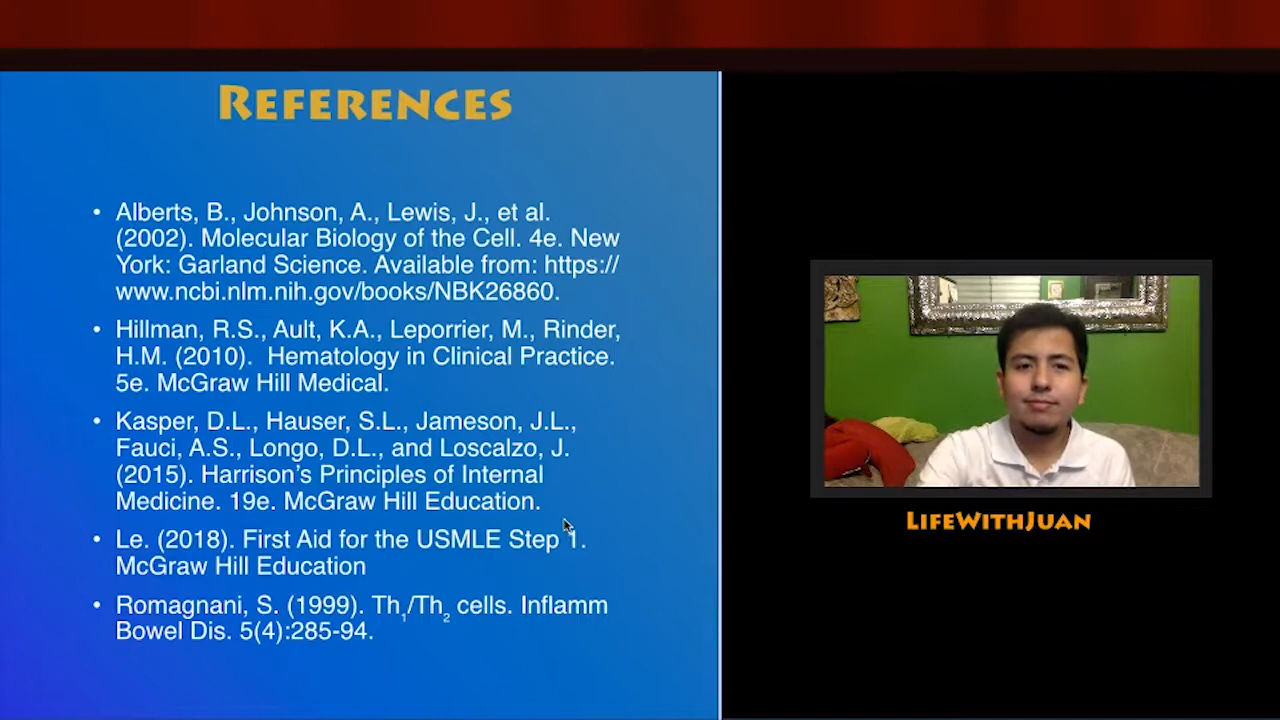 REFERENCES
• Alberts, B., Johnson, A., Lewis, J., et al.
(2002). Molecular Biology of the Cell. 4e. New
York: Garland Science. Available from: https://
www.ncbi.nlm.nih.gov/books/NBK26860.
• Hillman, R.S., Ault, K.A., Leporrier, M., Rinder,
H.M. (2010).  Hematology in Clinical Practice.
5e. McGraw Hill Medical.
• Kasper, D.L., Hauser, S.L., Jameson, J.L.,
Fauci, A.S., Longo, D.L., and Loscalzo, J.
(2015). Harrison’s Principles of Internal
Medicine. 19e. McGraw Hill Education.
• Le. (2018). First Aid for the USMLE Step 1.
McGraw Hill Education
• Romagnani, S. (1999). Th₁/Th₂ cells. Inflamm
Bowel Dis. 5(4):285-94.
LIFEWITHJUAN